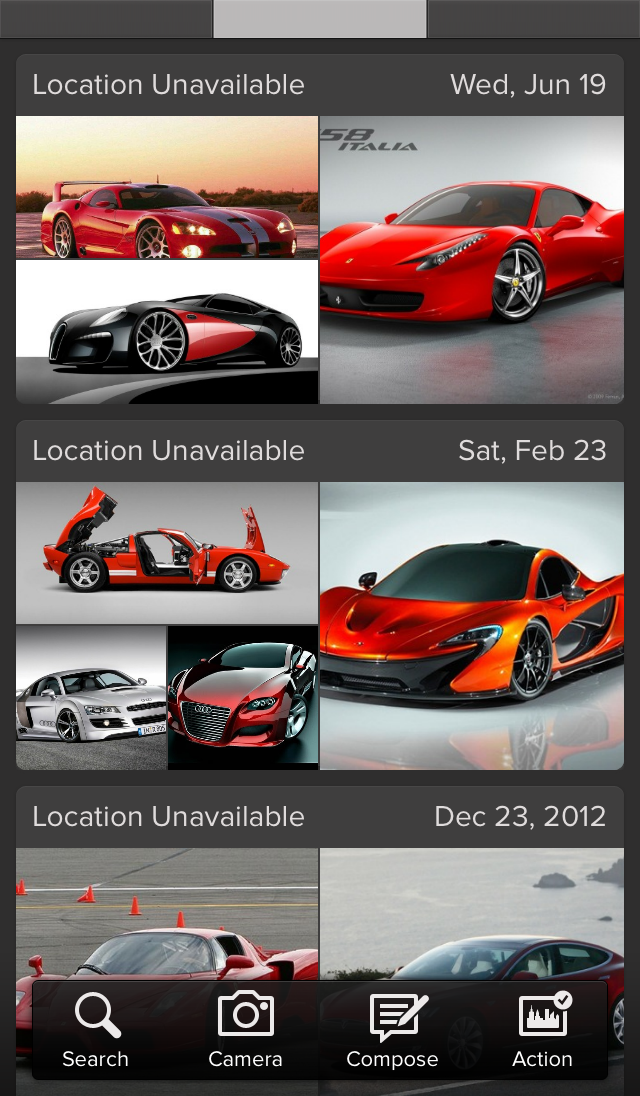 Location Unavailable Wed, Jun 19
58
ITALIA
Location Unavailable Sat, Feb 23
Location Unavailable Dec 23, 2012
Search Camera Compose Action